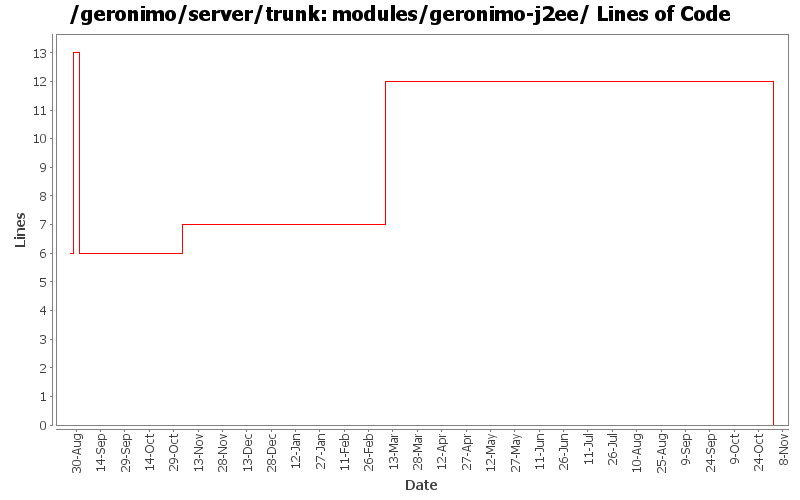 /geronimo/server/trunk: modules/geronimo-j2ee/ Lines of Code
13
12
11
10
9
8
7
6
5
4
3
2
1
0
Lines
30-Aug
14-Sep
29-Sep
14-Oct
29-Oct
13-Nov
28-Nov
13-Dec
28-Dec
12-Jan
27-Jan
11-Feb
26-Feb
13-Mar
28-Mar
12-Apr
27-Apr
12-May
27-May
11-Jun
26-Jun
11-Jul
26-Jul
10-Aug
25-Aug
9-Sep
24-Sep
9-Oct
24-Oct
8-Nov
Date